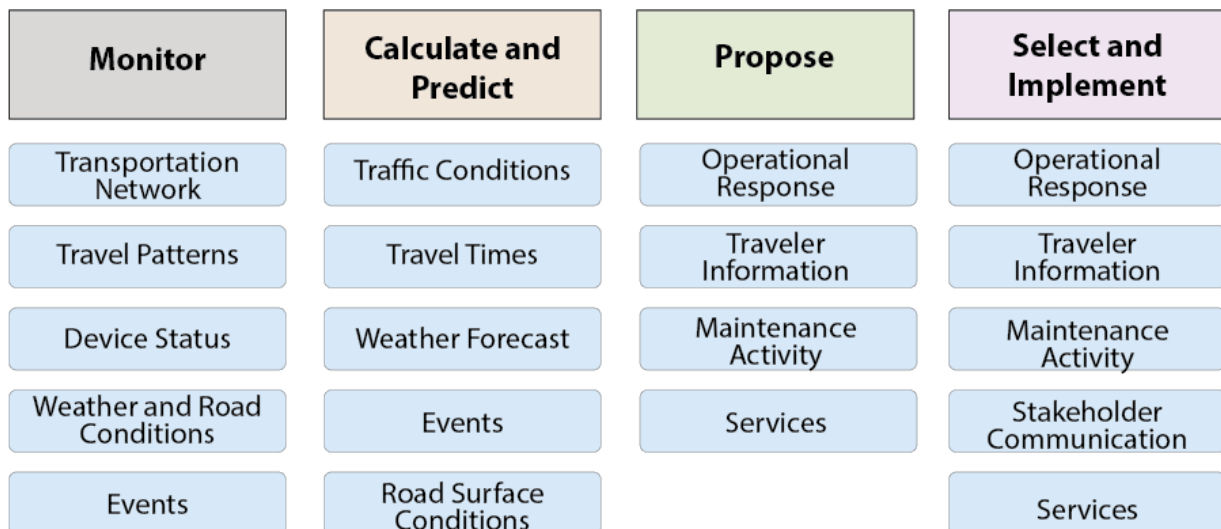 Monitor
Transportation
Network
Travel Patterns
Device Status
Weather and Road
Conditions
Events
Calculate and
Predict
Traffic Conditions
Travel Times
Weather Forecast
Events
Road Surface
Conditions
Propose
Operational
Response
Traveler
Information
Maintenance
Activity
Services
Select and
Implement
Operational
Response
Traveler
Information
Maintenance
Activity
Stakeholder
Communication
Services